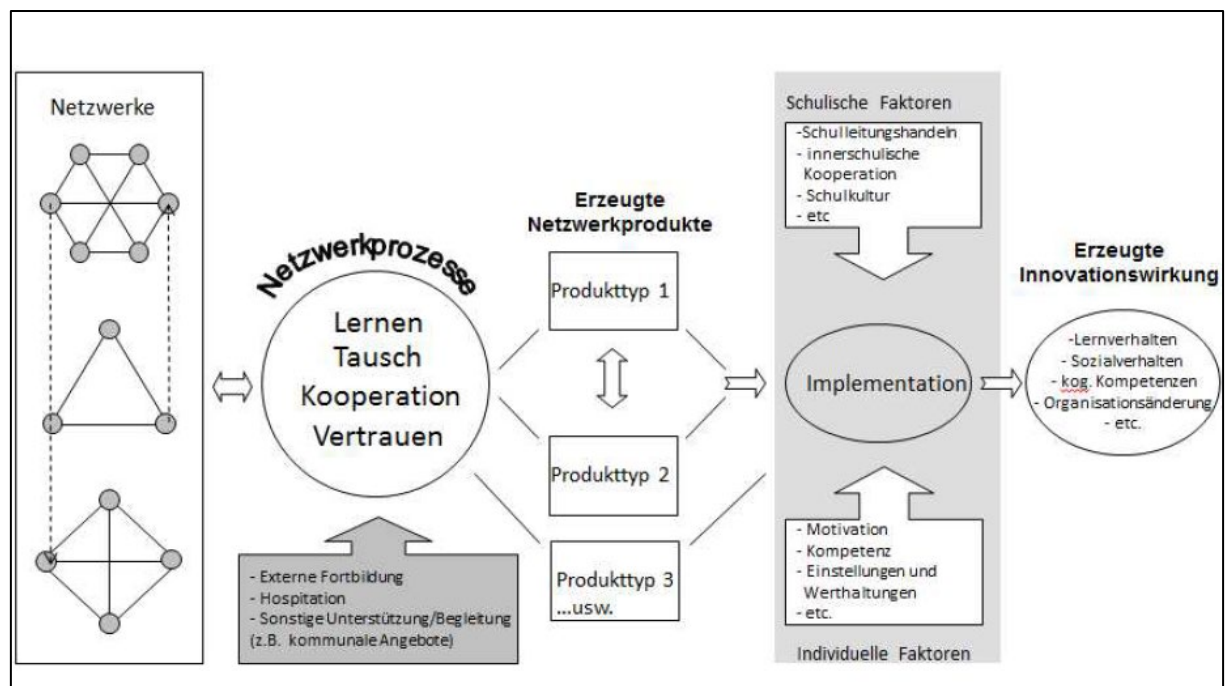 Netzwerke
Netzwerkprozesse
Lernen
Tausch
Kooperation
Vertrauen
- Externe Fortbildung
- Hospitation
- Sonstige Unterstützung/Begleitung
(z.B. kommunale Angebote)
Erzeugte
Netzwerkprodukte
Produkttyp 1
Produkttyp 2
Produkttyp 3
...usw.
Schulische Faktoren
-Schulleitungshandeln
- innerschulische
Kooperation
- Schulkultur
- etc
Implementation
- Motivation
- Kompetenz
- Einstellungen und
Werthaltungen
- etc.
Individuelle Faktoren
Erzeugte
Innovationswirkung
-Lernverhalten
- Sozialverhalten
- kog. Kompetenzen
- Organisationsänderung
- etc.